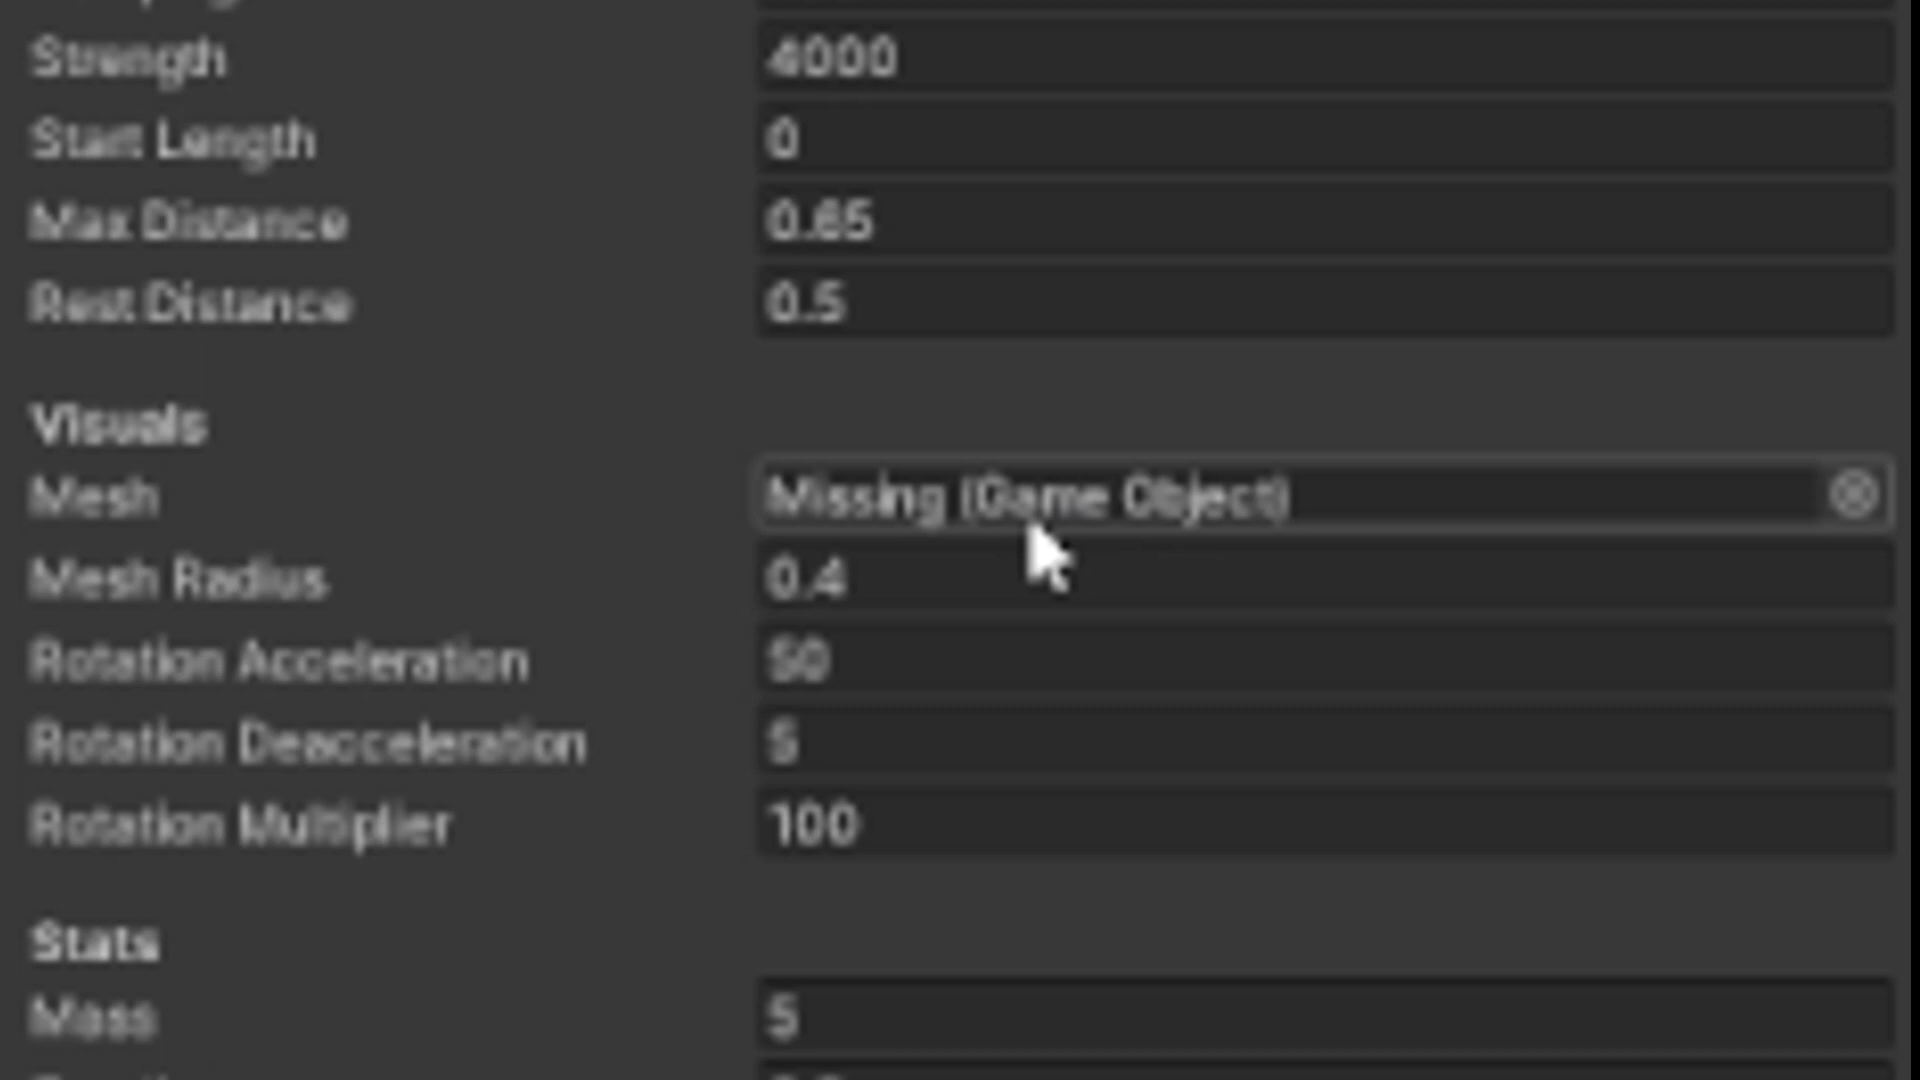 Strength 4000
Start Length 0
Max Distance 0.65
Rest Distance 0.5
Visuals
Mesh Missing (Game Object)
Mesh Radius 0.4
Rotation Acceleration 50
Rotation Deacceleration 5
Rotation Multiplier 100
Stats
Mass 5